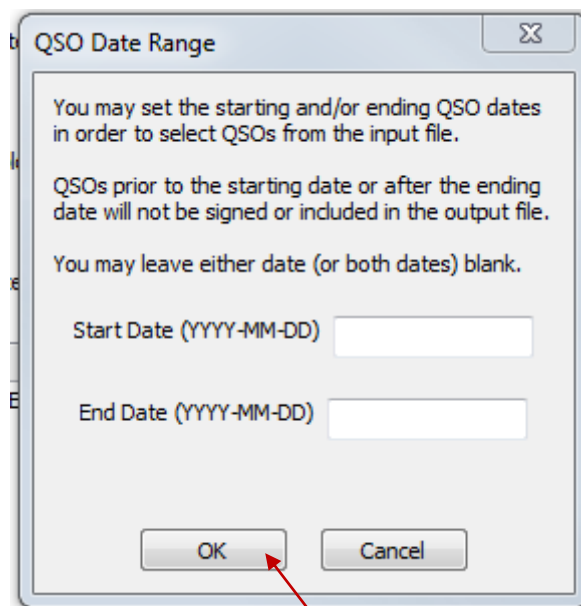 QSO Date Range
You may set the starting and/or ending QSO dates
in order to select QSOs from the input file.
QSOs prior to the starting date or after the ending
date will not be signed or included in the output file.
You may leave either date (or both dates) blank.
Start Date (YYYY-MM-DD)
End Date (YYYY-MM-DD)
OK
Cancel